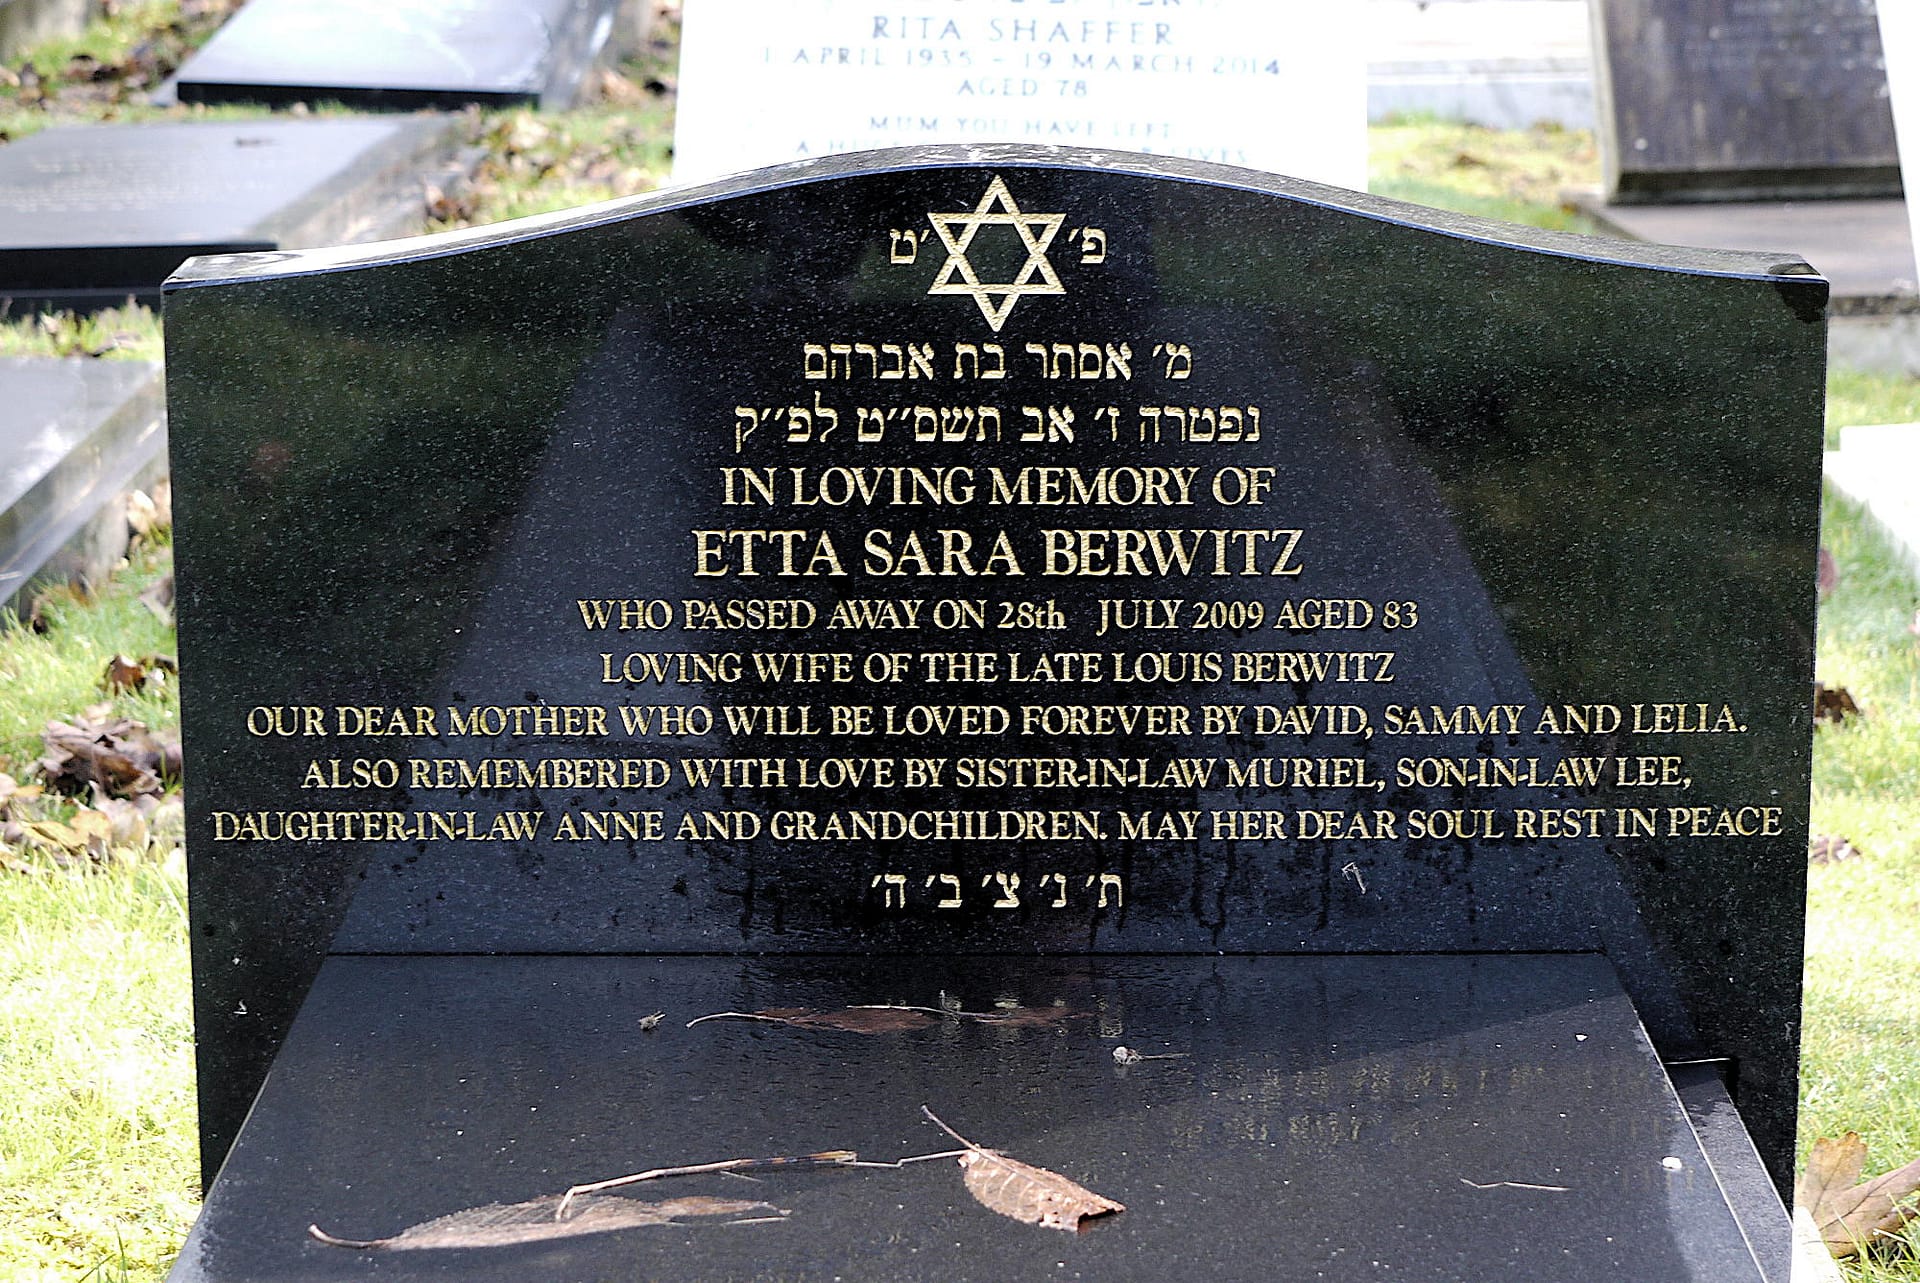 RITA SHAFFER
1 APRIL 1935 - 19 MARCH 2014
AGED 78
MUM YOU HAVE LEFT
פ׳ ׳ט
מ׳ אסתר בת אברהם
נפטרה ז׳ אב תשס׳׳ט לפ׳׳ק
IN LOVING MEMORY OF
ETTA SARA BERWITZ
WHO PASSED AWAY ON 28th JULY 2009 AGED 83
LOVING WIFE OF THE LATE LOUIS BERWITZ
OUR DEAR MOTHER WHO WILL BE LOVED FOREVER BY DAVID, SAMMY AND LELIA.
ALSO REMEMBERED WITH LOVE BY SISTER-IN-LAW MURIEL, SON-IN-LAW LEE,
DAUGHTER-IN-LAW ANNE AND GRANDCHILDREN. MAY HER DEAR SOUL REST IN PEACE
ת׳ נ׳ צ׳ ב׳ ה׳